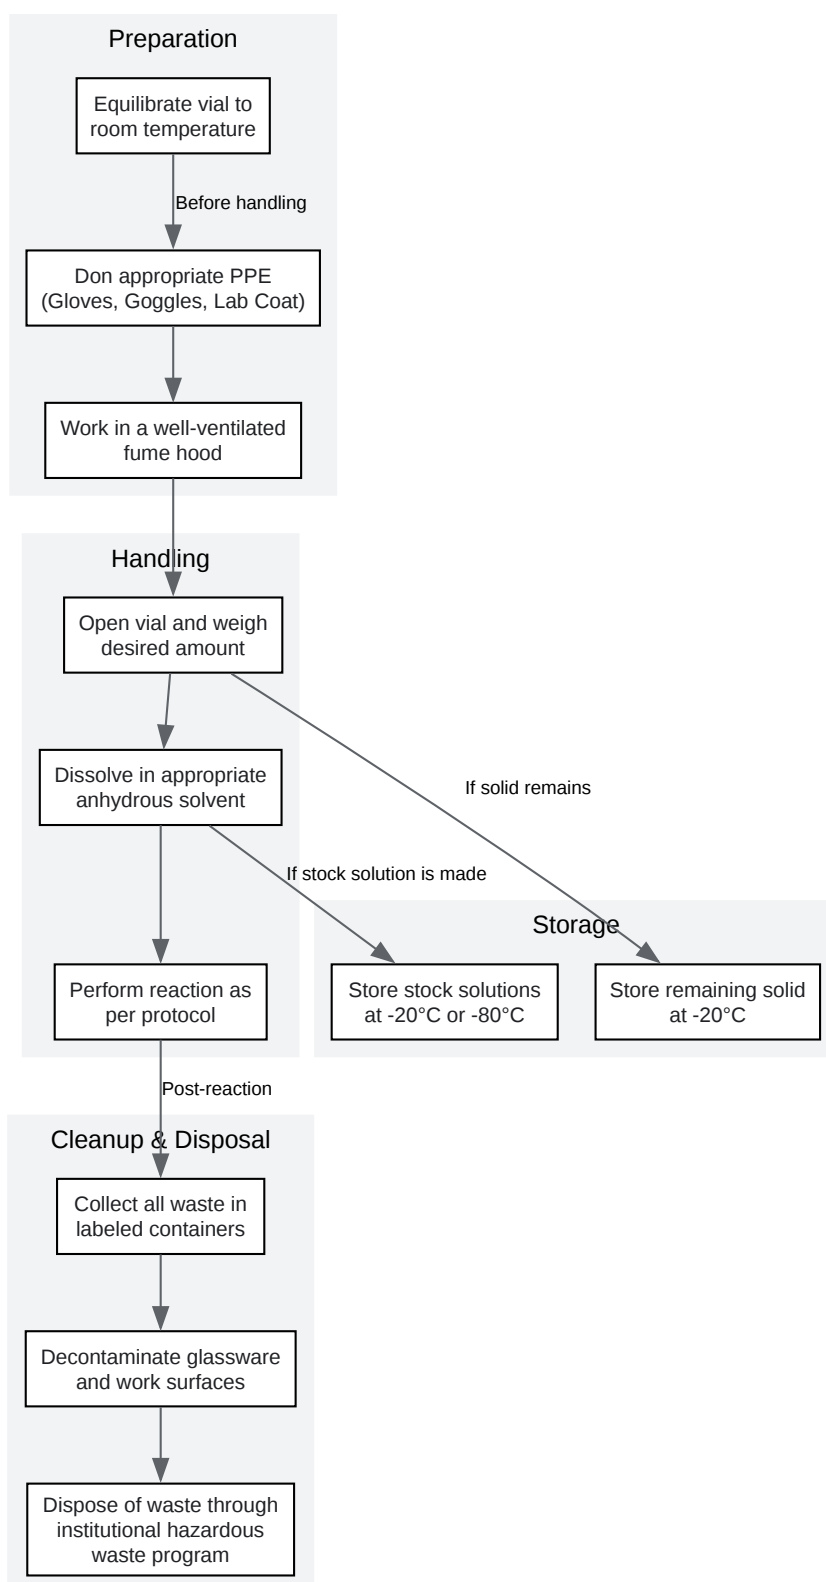 Preparation
Equilibrate vial to
room temperature
Before handling
Don appropriate PPE
(Gloves, Goggles, Lab Coat)
Work in a well-ventilated
fume hood
Handling
Open vial and weigh
desired amount
Dissolve in appropriate
anhydrous solvent
If solid remains
If stock solution is made
Storage
Perform reaction as
per protocol
Store stock solutions
at -20°C or -80°C
Store remaining solid
at -20°C
Post-reaction
Cleanup & Disposal
Collect all waste in
labeled containers
Decontaminate glassware
and work surfaces
Dispose of waste through
institutional hazardous
waste program